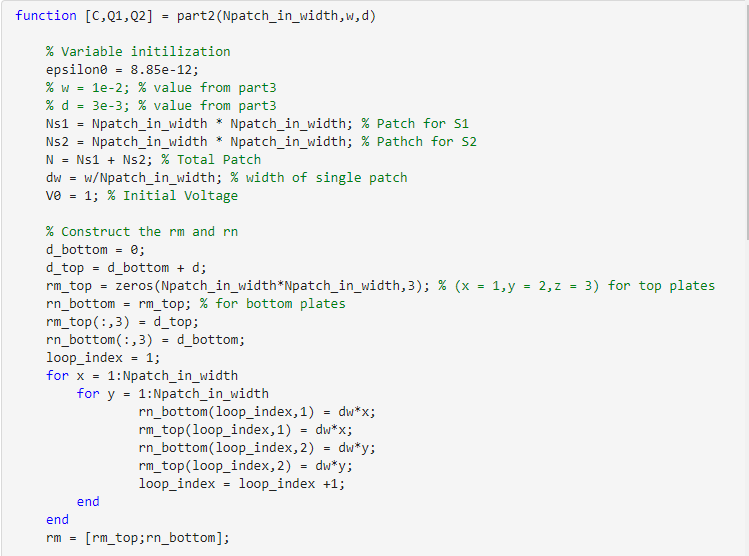 function [C,Q1,Q2] = part2(Npatch_in_width,w,d)
% Variable initilization
epsilon0 = 8.85e-12;
% w = 1e-2; % value from part3
% d = 3e-3; % value from part3
Ns1 = Npatch_in_width * Npatch_in_width; % Patch for S1
Ns2 = Npatch_in_width * Npatch_in_width; % Pathch for S2
N = Ns1 + Ns2; % Total Patch
dw = w/Npatch_in_width; % width of single patch
V0 = 1; % Initial Voltage
% Construct the rm and rn
d_bottom = 0;
d_top = d_bottom + d;
rm_top = zeros(Npatch_in_width*Npatch_in_width,3); % (x = 1,y = 2,z = 3) for top plates
rn_bottom = rm_top; % for bottom plates
rm_top(:,3) = d_top;
rn_bottom(:,3) = d_bottom;
loop_index = 1;
for x = 1:Npatch_in_width
for y = 1:Npatch_in_width
rn_bottom(loop_index,1) = dw*x;
rm_top(loop_index,1) = dw*x;
rn_bottom(loop_index,2) = dw*y;
rm_top(loop_index,2) = dw*y;
loop_index = loop_index +1;
end
end
rm = [rm_top;rn_bottom];